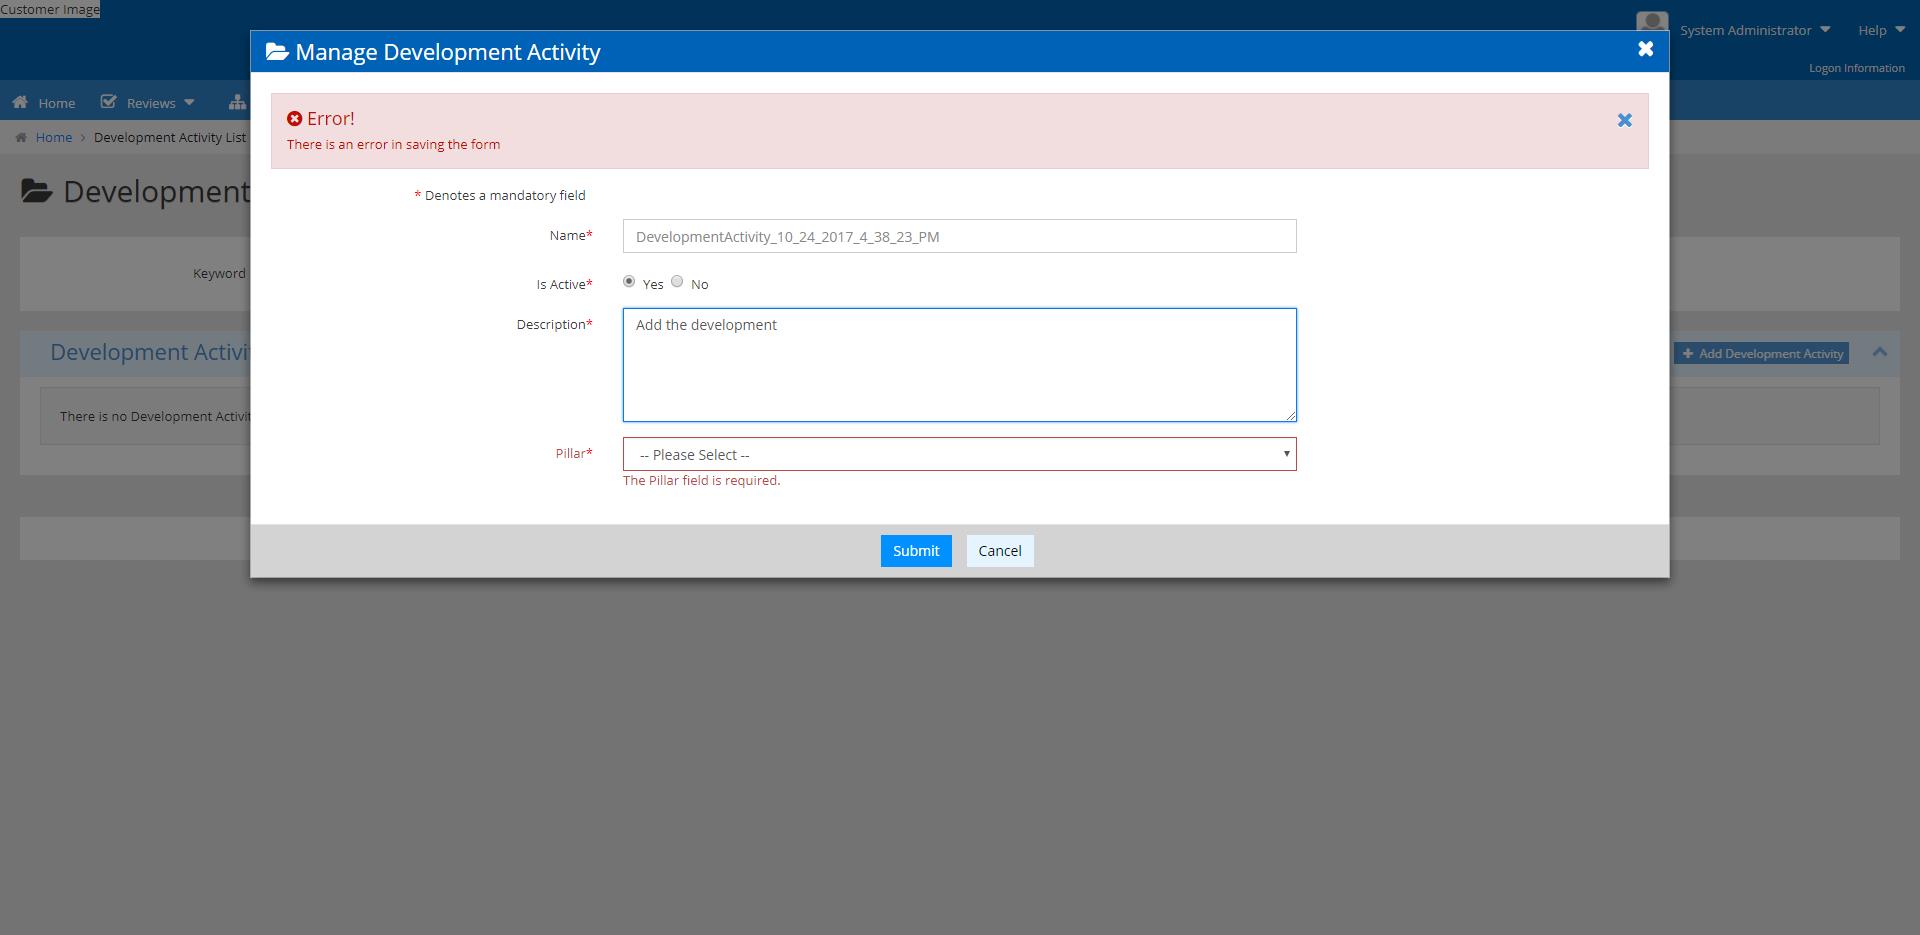 Customer Image
System Administrator
Help
Logon Information
Home
Reviews
Home > Development Activity List
Development
Keyword
Development Activi
Add Development Activity
There is no Development Activit
Manage Development Activity
Error!
There is an error in saving the form
* Denotes a mandatory field
Name*
DevelopmentActivity_10_24_2017_4_38_23_PM
Is Active*
Yes No
Description*
Add the development
Pillar*
-- Please Select --
The Pillar field is required.
Submit
Cancel